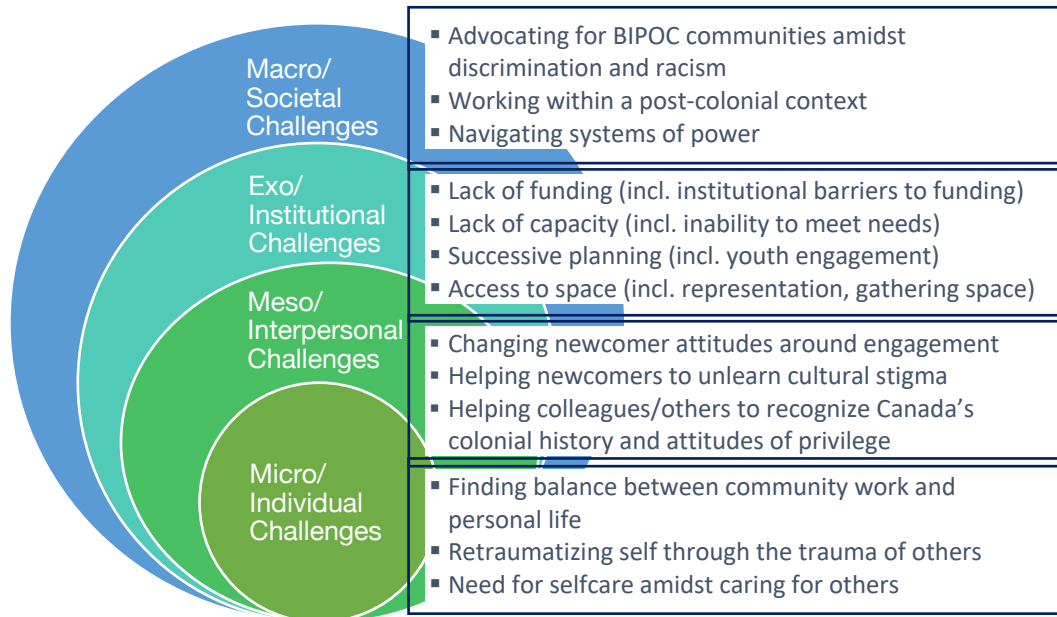 Macro/
Societal
Challenges
▪ Advocating for BIPOC communities amidst
discrimination and racism
▪ Working within a post-colonial context
▪ Navigating systems of power
Exo/
Institutional
Challenges
▪ Lack of funding (incl. institutional barriers to funding)
▪ Lack of capacity (incl. inability to meet needs)
▪ Successive planning (incl. youth engagement)
▪ Access to space (incl. representation, gathering space)
Meso/
Interpersonal
Challenges
▪ Changing newcomer attitudes around engagement
▪ Helping newcomers to unlearn cultural stigma
▪ Helping colleagues/others to recognize Canada’s
colonial history and attitudes of privilege
Micro/
Individual
Challenges
▪ Finding balance between community work and
personal life
▪ Retraumatizing self through the trauma of others
▪ Need for selfcare amidst caring for others